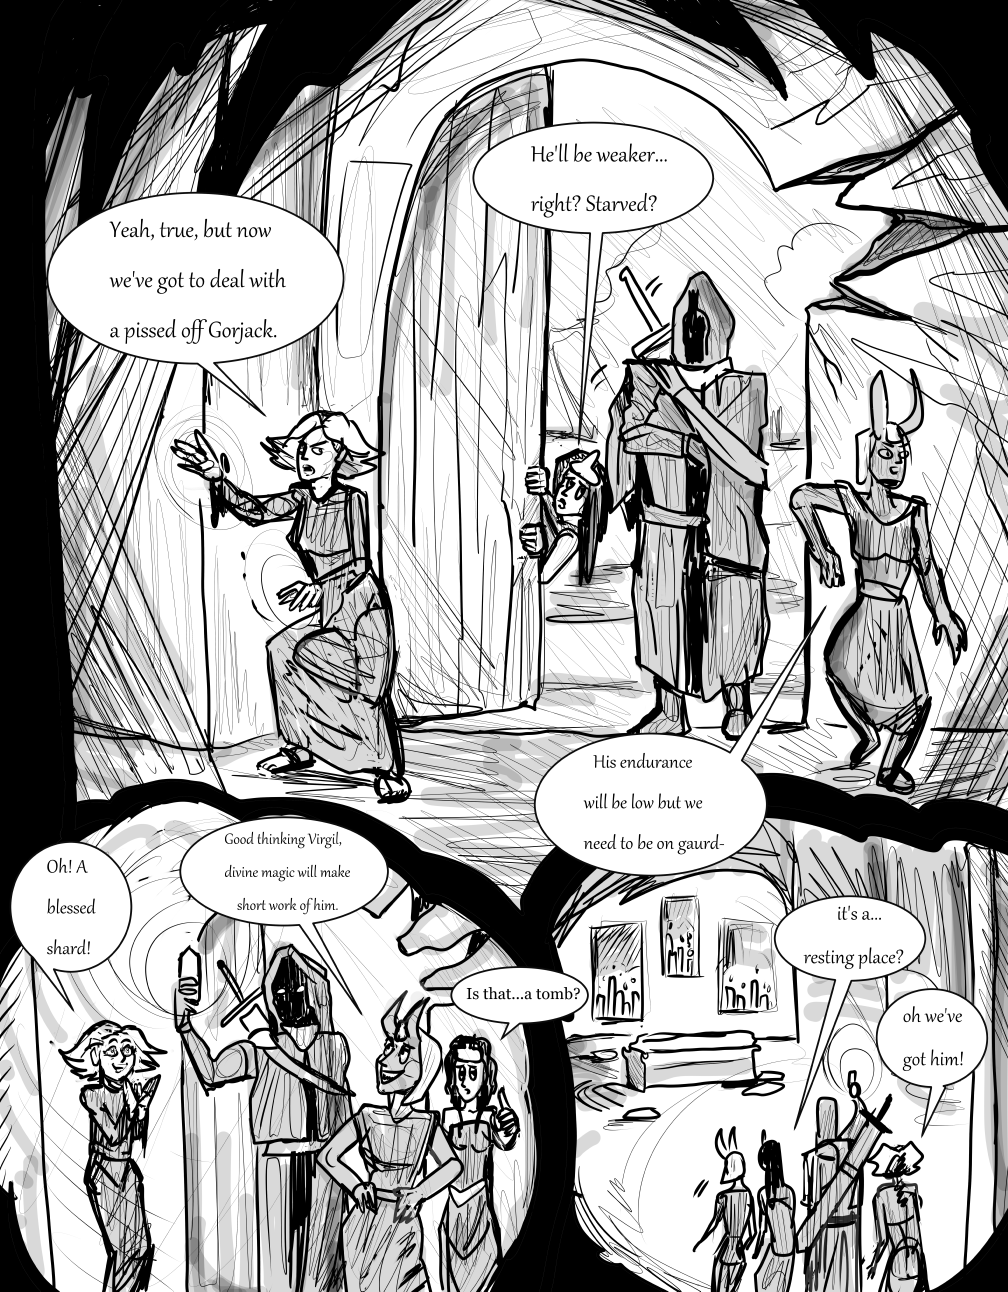 Yeah, true, but now
we've got to deal with
a pissed off Gorjack.
He'll be weaker...
right? Starved?
His endurance
will be low but we
need to be on gaurd-
Oh! A
blessed
shard!
Good thinking Virgil,
divine magic will make
short work of him.
Is that...a tomb?
it's a...
resting place?
oh we've
got him!